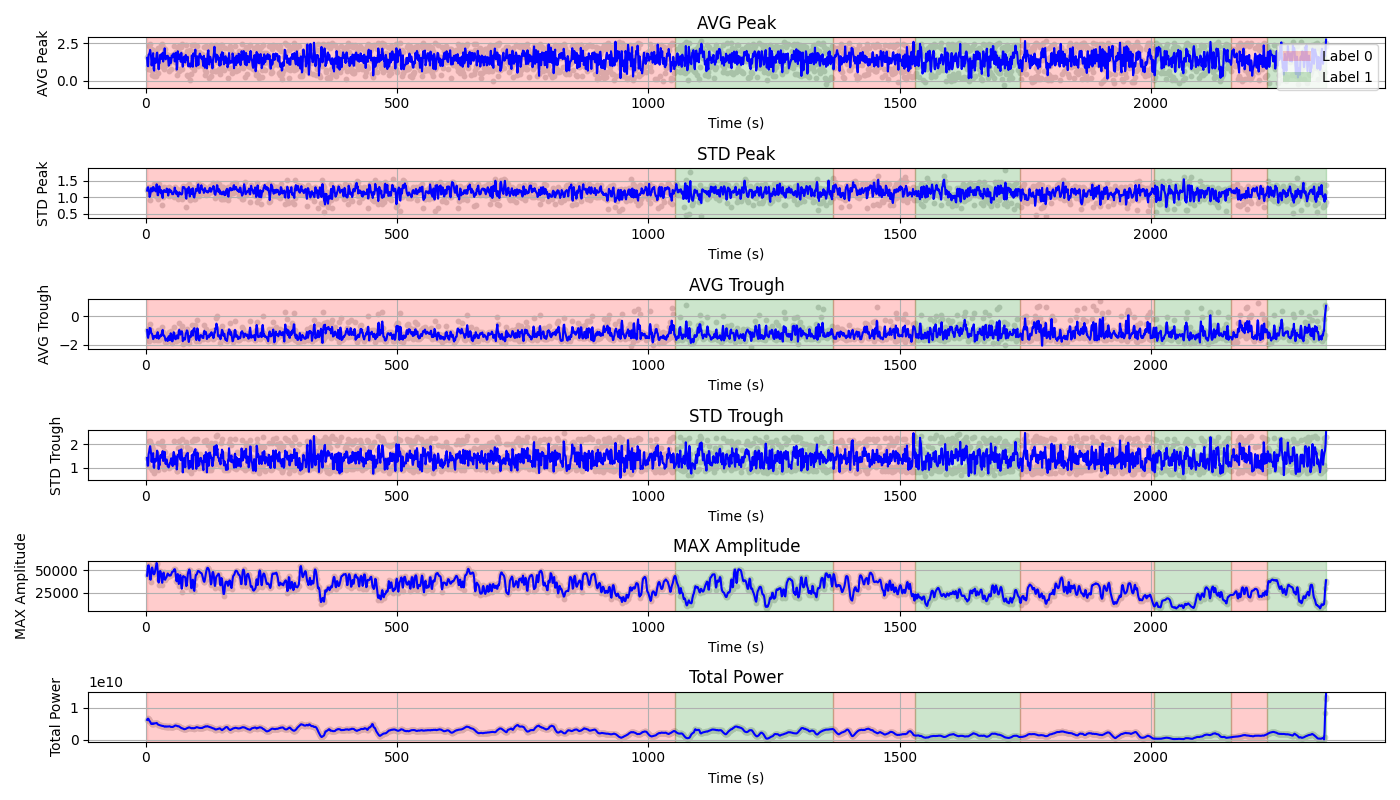 AVG Peak
AVG Peak
2.5
0.0
Label 0
Label 1
0 500 1000 1500 2000
Time (s)
STD Peak
STD Peak
1.5
1.0
0.5
0 500 1000 1500 2000
Time (s)
AVG Trough
AVG Trough
0
−2
0 500 1000 1500 2000
Time (s)
STD Trough
STD Trough
2
1
0 500 1000 1500 2000
Time (s)
MAX Amplitude
MAX Amplitude
50000
25000
0 500 1000 1500 2000
Time (s)
Total Power
1e10
Total Power
1
0
0 500 1000 1500 2000
Time (s)